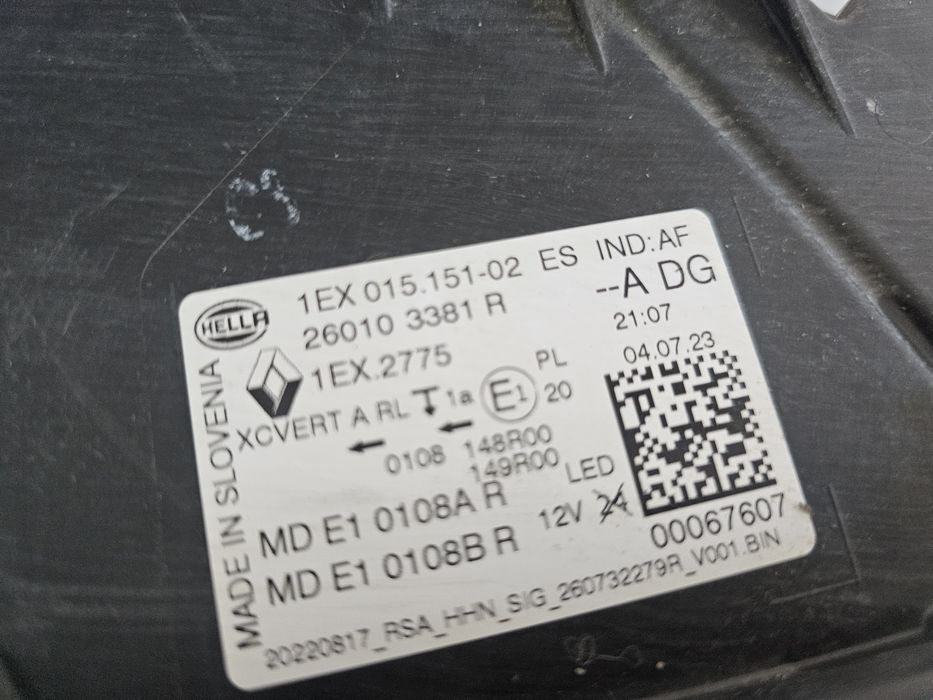 HELLA
1EX 015.151-02 ES IND:AF
26010 3381 R --A DG
1EX.2775 21:07
PL 04.07.23
XCVERT A RL T 1a E1 20
0108 148R00
149R00 LED
MD E1 0108A R 12V
MD E1 0108B R 00067607
20220817_RSA_HHN_SIG_260732279R_V001.BIN
MADE IN SLOVENIA